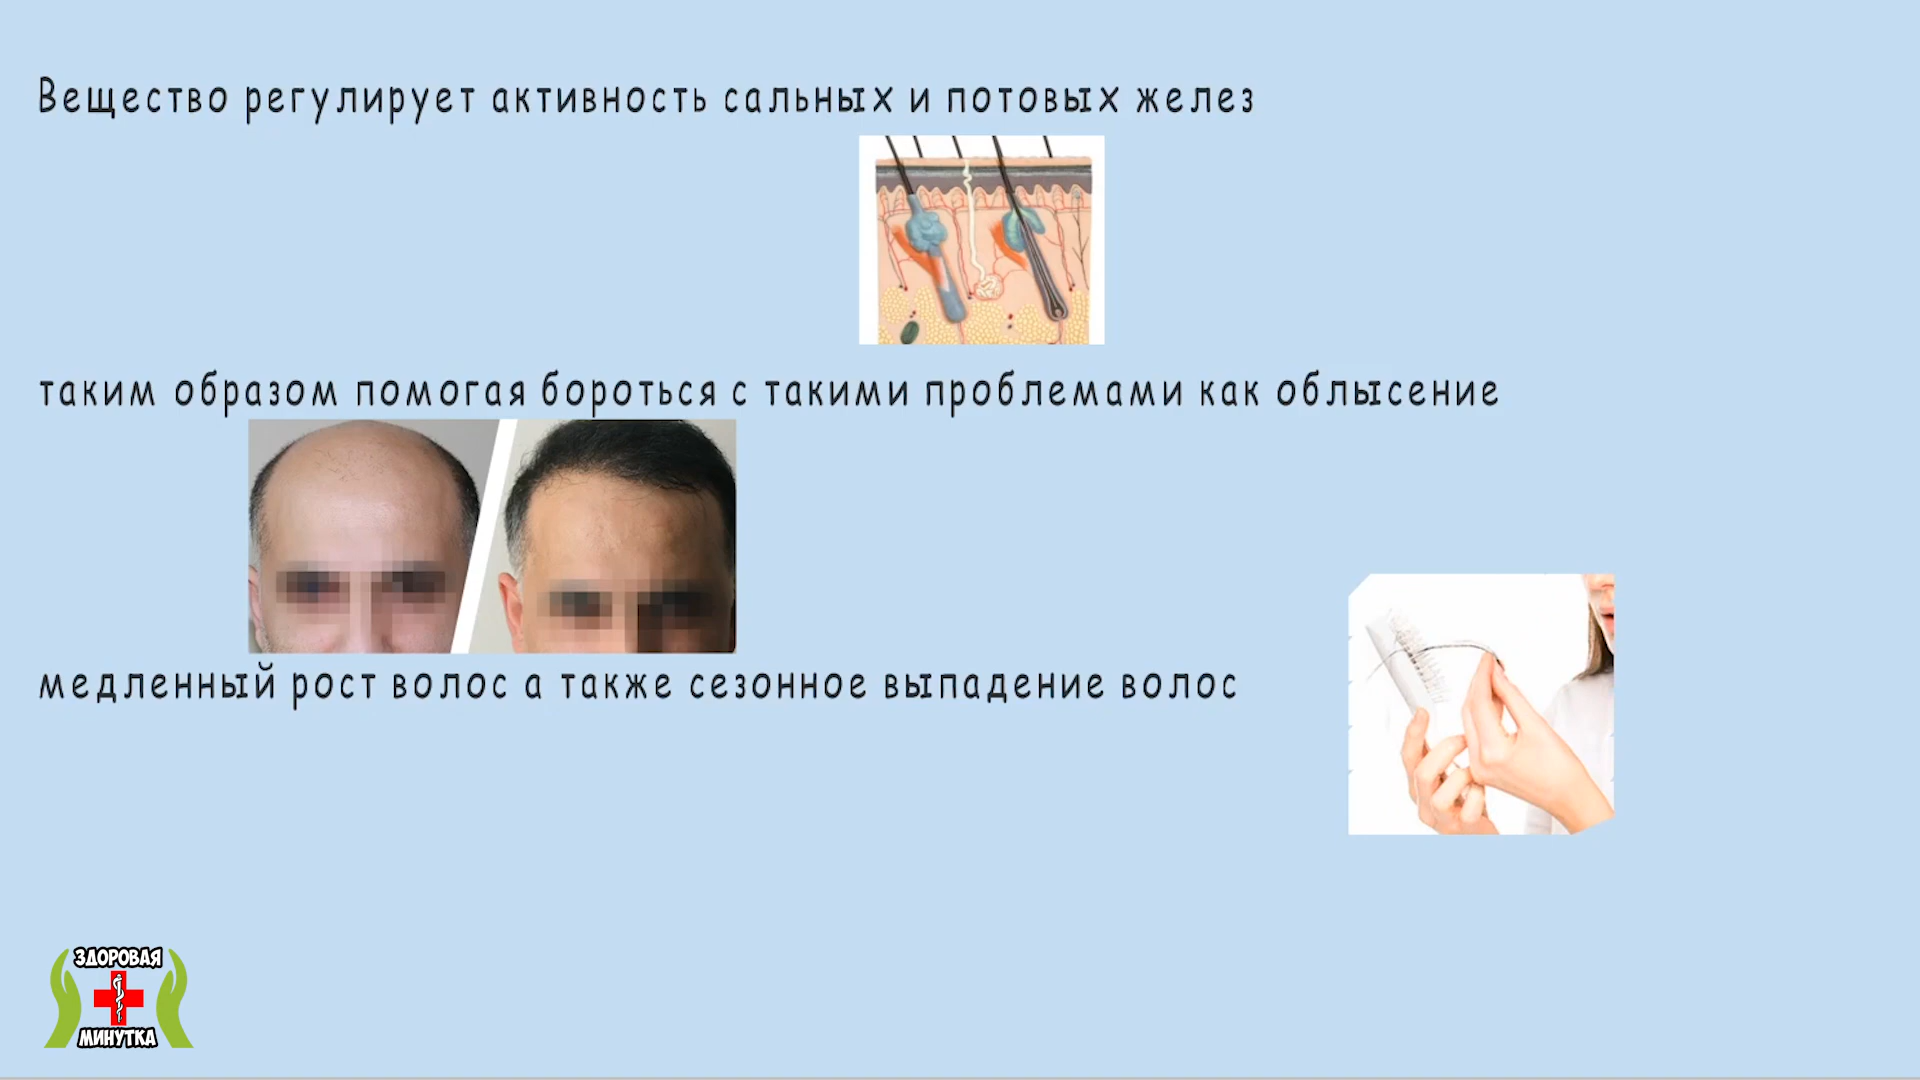 Вещество регулирует активность сальных и потовых желез
таким образом помогая бороться с такими проблемами как облысение
медленный рост волос а также сезонное выпадение волос
ЗДОРОВАЯ
МИНУТКА